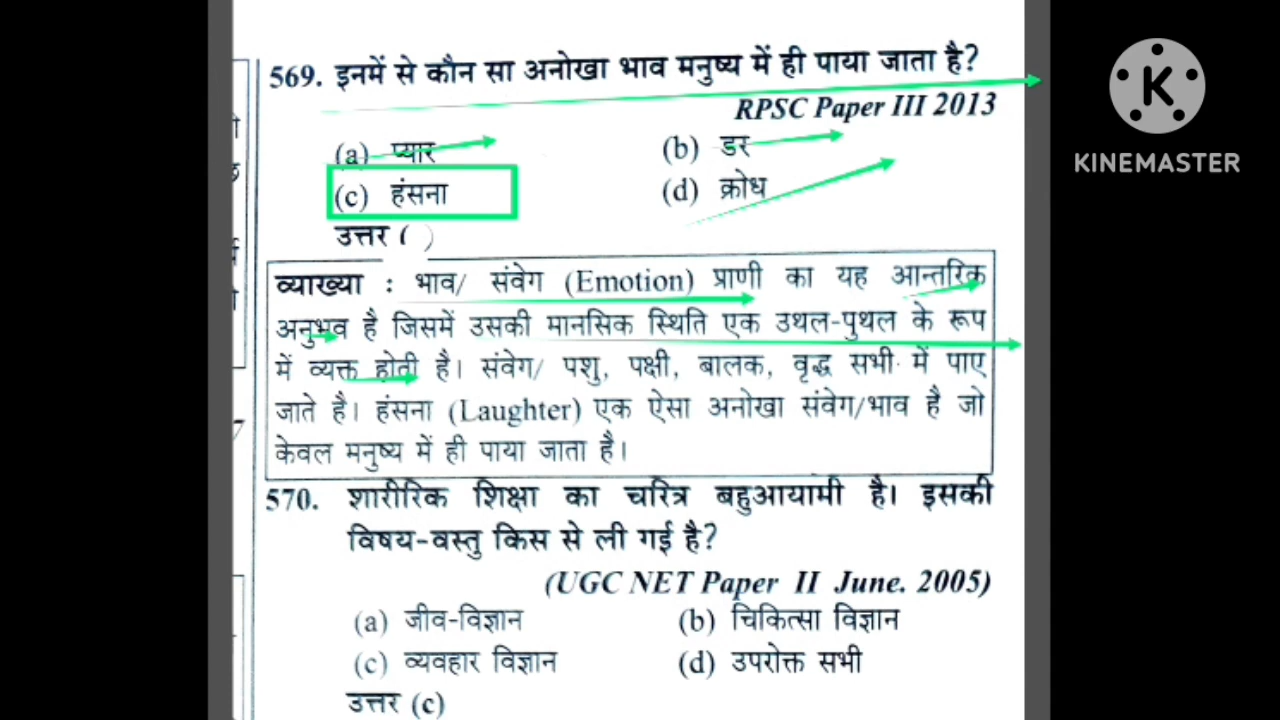 569. इनमें से कौन सा अनोखा भाव मनुष्य में ही पाया जाता है?
RPSC Paper III 2013
(a) प्यार (b) डर
(c) हंसना (d) क्रोध
उत्तर ( )
व्याख्या : भाव/ संवेग (Emotion) प्राणी का यह आन्तरिक
अनुभव है जिसमें उसकी मानसिक स्थिति एक उथल-पुथल के रूप
में व्यक्त होती है। संवेग/ पशु, पक्षी, बालक, वृद्ध सभी में पाए
जाते है। हंसना (Laughter) एक ऐसा अनोखा संवेग/भाव है जो
केवल मनुष्य में ही पाया जाता है।
570. शारीरिक शिक्षा का चरित्र बहुआयामी है। इसकी
विषय-वस्तु किस से ली गई है?
(UGC NET Paper II June. 2005)
(a) जीव-विज्ञान (b) चिकित्सा विज्ञान
(c) व्यवहार विज्ञान (d) उपरोक्त सभी
उत्तर (c)
K
KINEMASTER